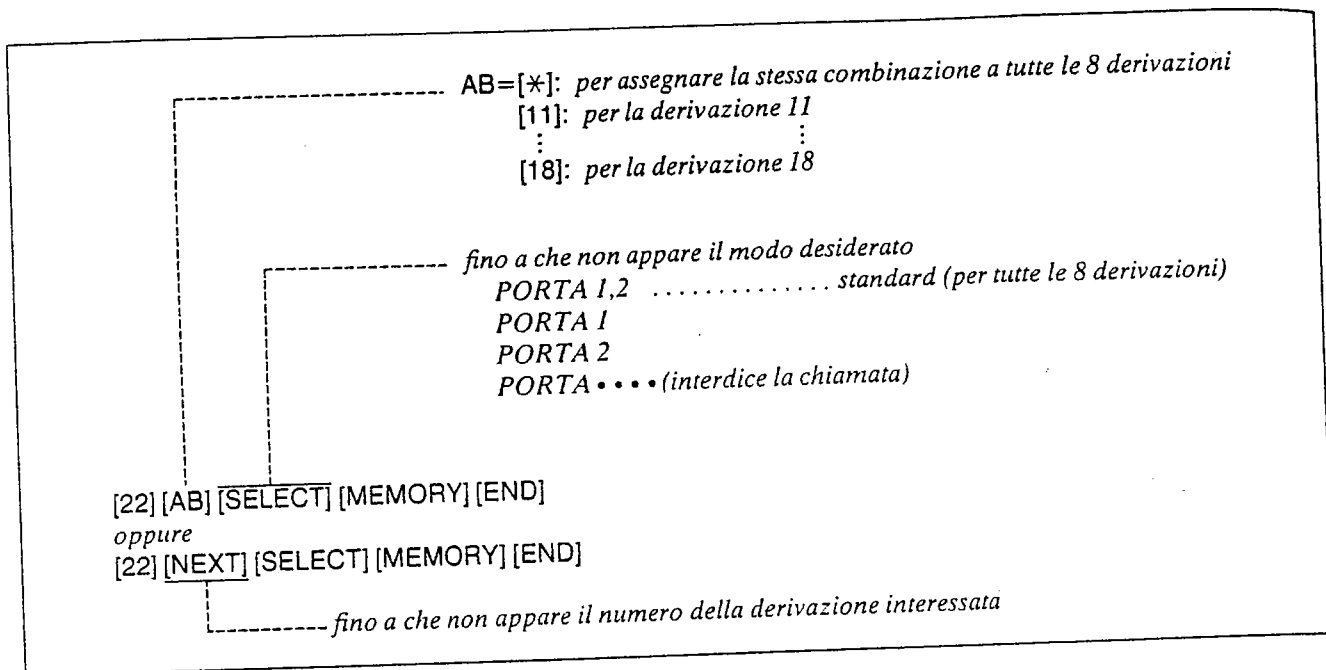 AB=[*]: per assegnare la stessa combinazione a tutte le 8 derivazioni
[11]: per la derivazione 11
[18]: per la derivazione 18
fino a che non appare il modo desiderato
PORTA 1,2 .............. standard (per tutte le 8 derivazioni)
PORTA 1
PORTA 2
PORTA •••• (interdice la chiamata)
[22] [AB] [SELECT] [MEMORY] [END]
oppure
[22] [NEXT] [SELECT] [MEMORY] [END]
fino a che non appare il numero della derivazione interessata